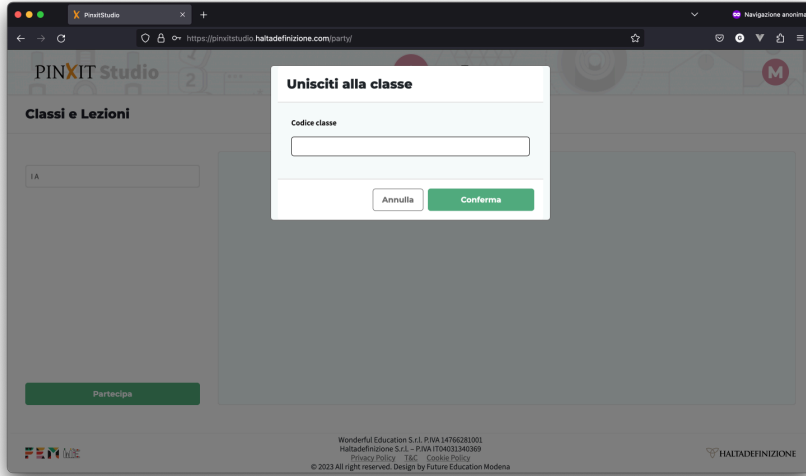 PinxitStudio
Navigazione anonima
https://pinxitstudio.haltadefinizione.com/party/
PINXIT Studio
2
M
Unisciti alla classe
Classi e Lezioni
Codice classe
I A
Annulla
Conferma
Partecipa
Wonderful Education S.r.l. P.IVA 14766281001
Haltadefinizione S.r.l. – P.IVA IT04031340369
Privacy Policy T&C Cookie Policy
© 2023 All right reserved. Design by Future Education Modena
FEM
HALTADEFINIZIONE